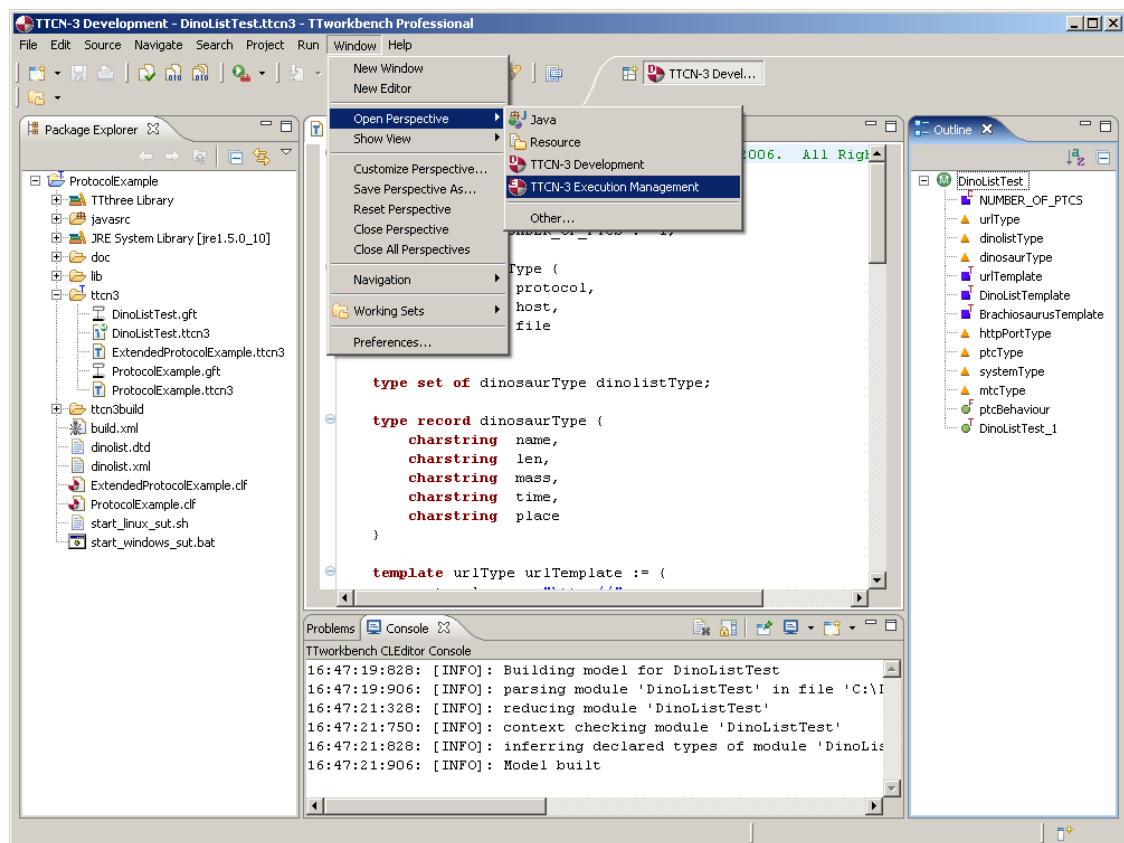 TTCN-3 Development - DinoListTest.ttcn3 - TTworkbench Professional
File Edit Source Navigate Search Project Run Window Help
TTCN-3 Devel...
New Window
New Editor
Open Perspective
Show View
Customize Perspective...
Save Perspective As...
Reset Perspective
Close Perspective
Close All Perspectives
Navigation
Working Sets
Preferences...
Java
Resource
TTCN-3 Development
TTCN-3 Execution Management
Other...
Package Explorer
ProtocolExample
TTthree Library
javasrc
JRE System Library [jre1.5.0_10]
doc
lib
ttcn3
DinoListTest.gft
DinoListTest.ttcn3
ExtendedProtocolExample.ttcn3
ProtocolExample.gft
ProtocolExample.ttcn3
ttcn3build
build.xml
dinolist.dtd
dinolist.xml
ExtendedProtocolExample.clf
ProtocolExample.clf
start_linux_sut.sh
start_windows_sut.bat
2006. All Righ
protocol,
host,
file
type set of dinosaurType dinolistType;
type record dinosaurType {
charstring name,
charstring len,
charstring mass,
charstring time,
charstring place
}
template urlType urlTemplate := {
Problems Console
TTworkbench CLEditor Console
16:47:19:828: [INFO]: Building model for DinoListTest
16:47:19:906: [INFO]: parsing module 'DinoListTest' in file 'C:\
16:47:21:328: [INFO]: reducing module 'DinoListTest'
16:47:21:750: [INFO]: context checking module 'DinoListTest'
16:47:21:828: [INFO]: inferring declared types of module 'DinoLis
16:47:21:906: [INFO]: Model built
Outline
DinoListTest
NUMBER_OF_PTCS
urlType
dinolistType
dinosaurType
urlTemplate
DinoListTemplate
BrachiosaurusTemplate
httpPortType
ptcType
systemType
mtcType
ptcBehaviour
DinoListTest_1